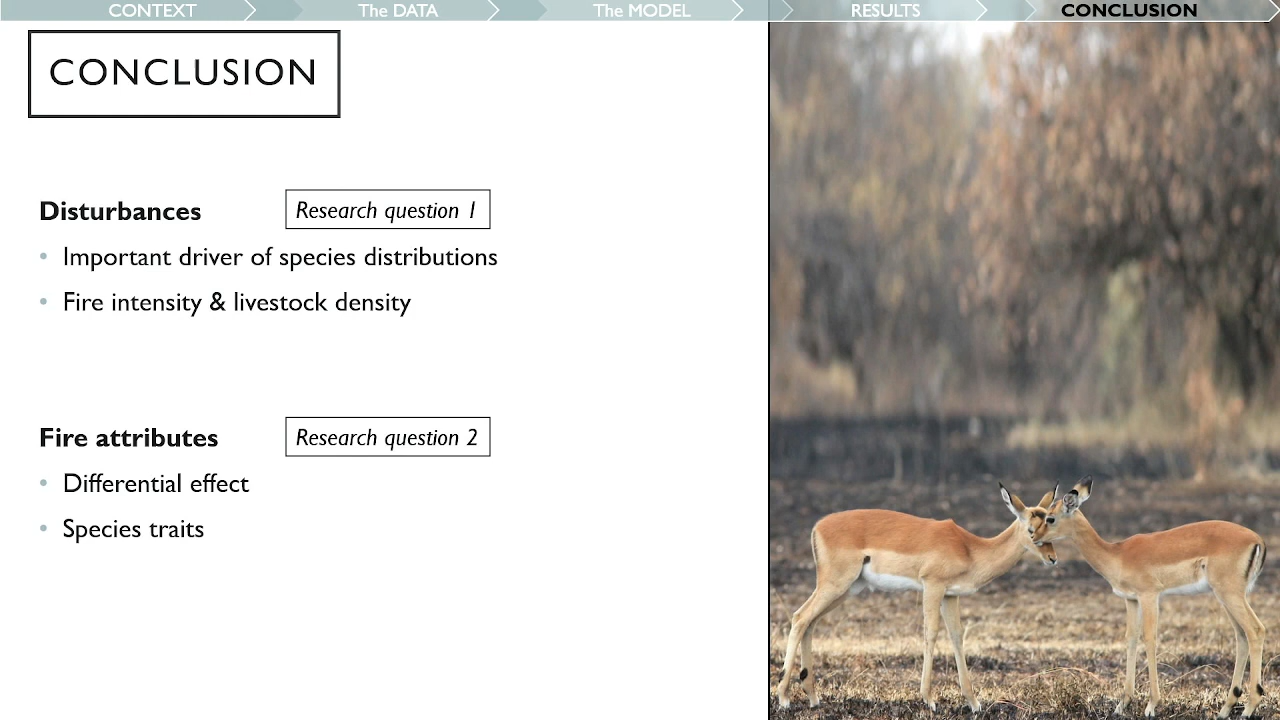 CONTEXT The DATA The MODEL RESULTS CONCLUSION
CONCLUSION
Disturbances Research question 1
• Important driver of species distributions
• Fire intensity & livestock density
Fire attributes Research question 2
• Differential effect
• Species traits